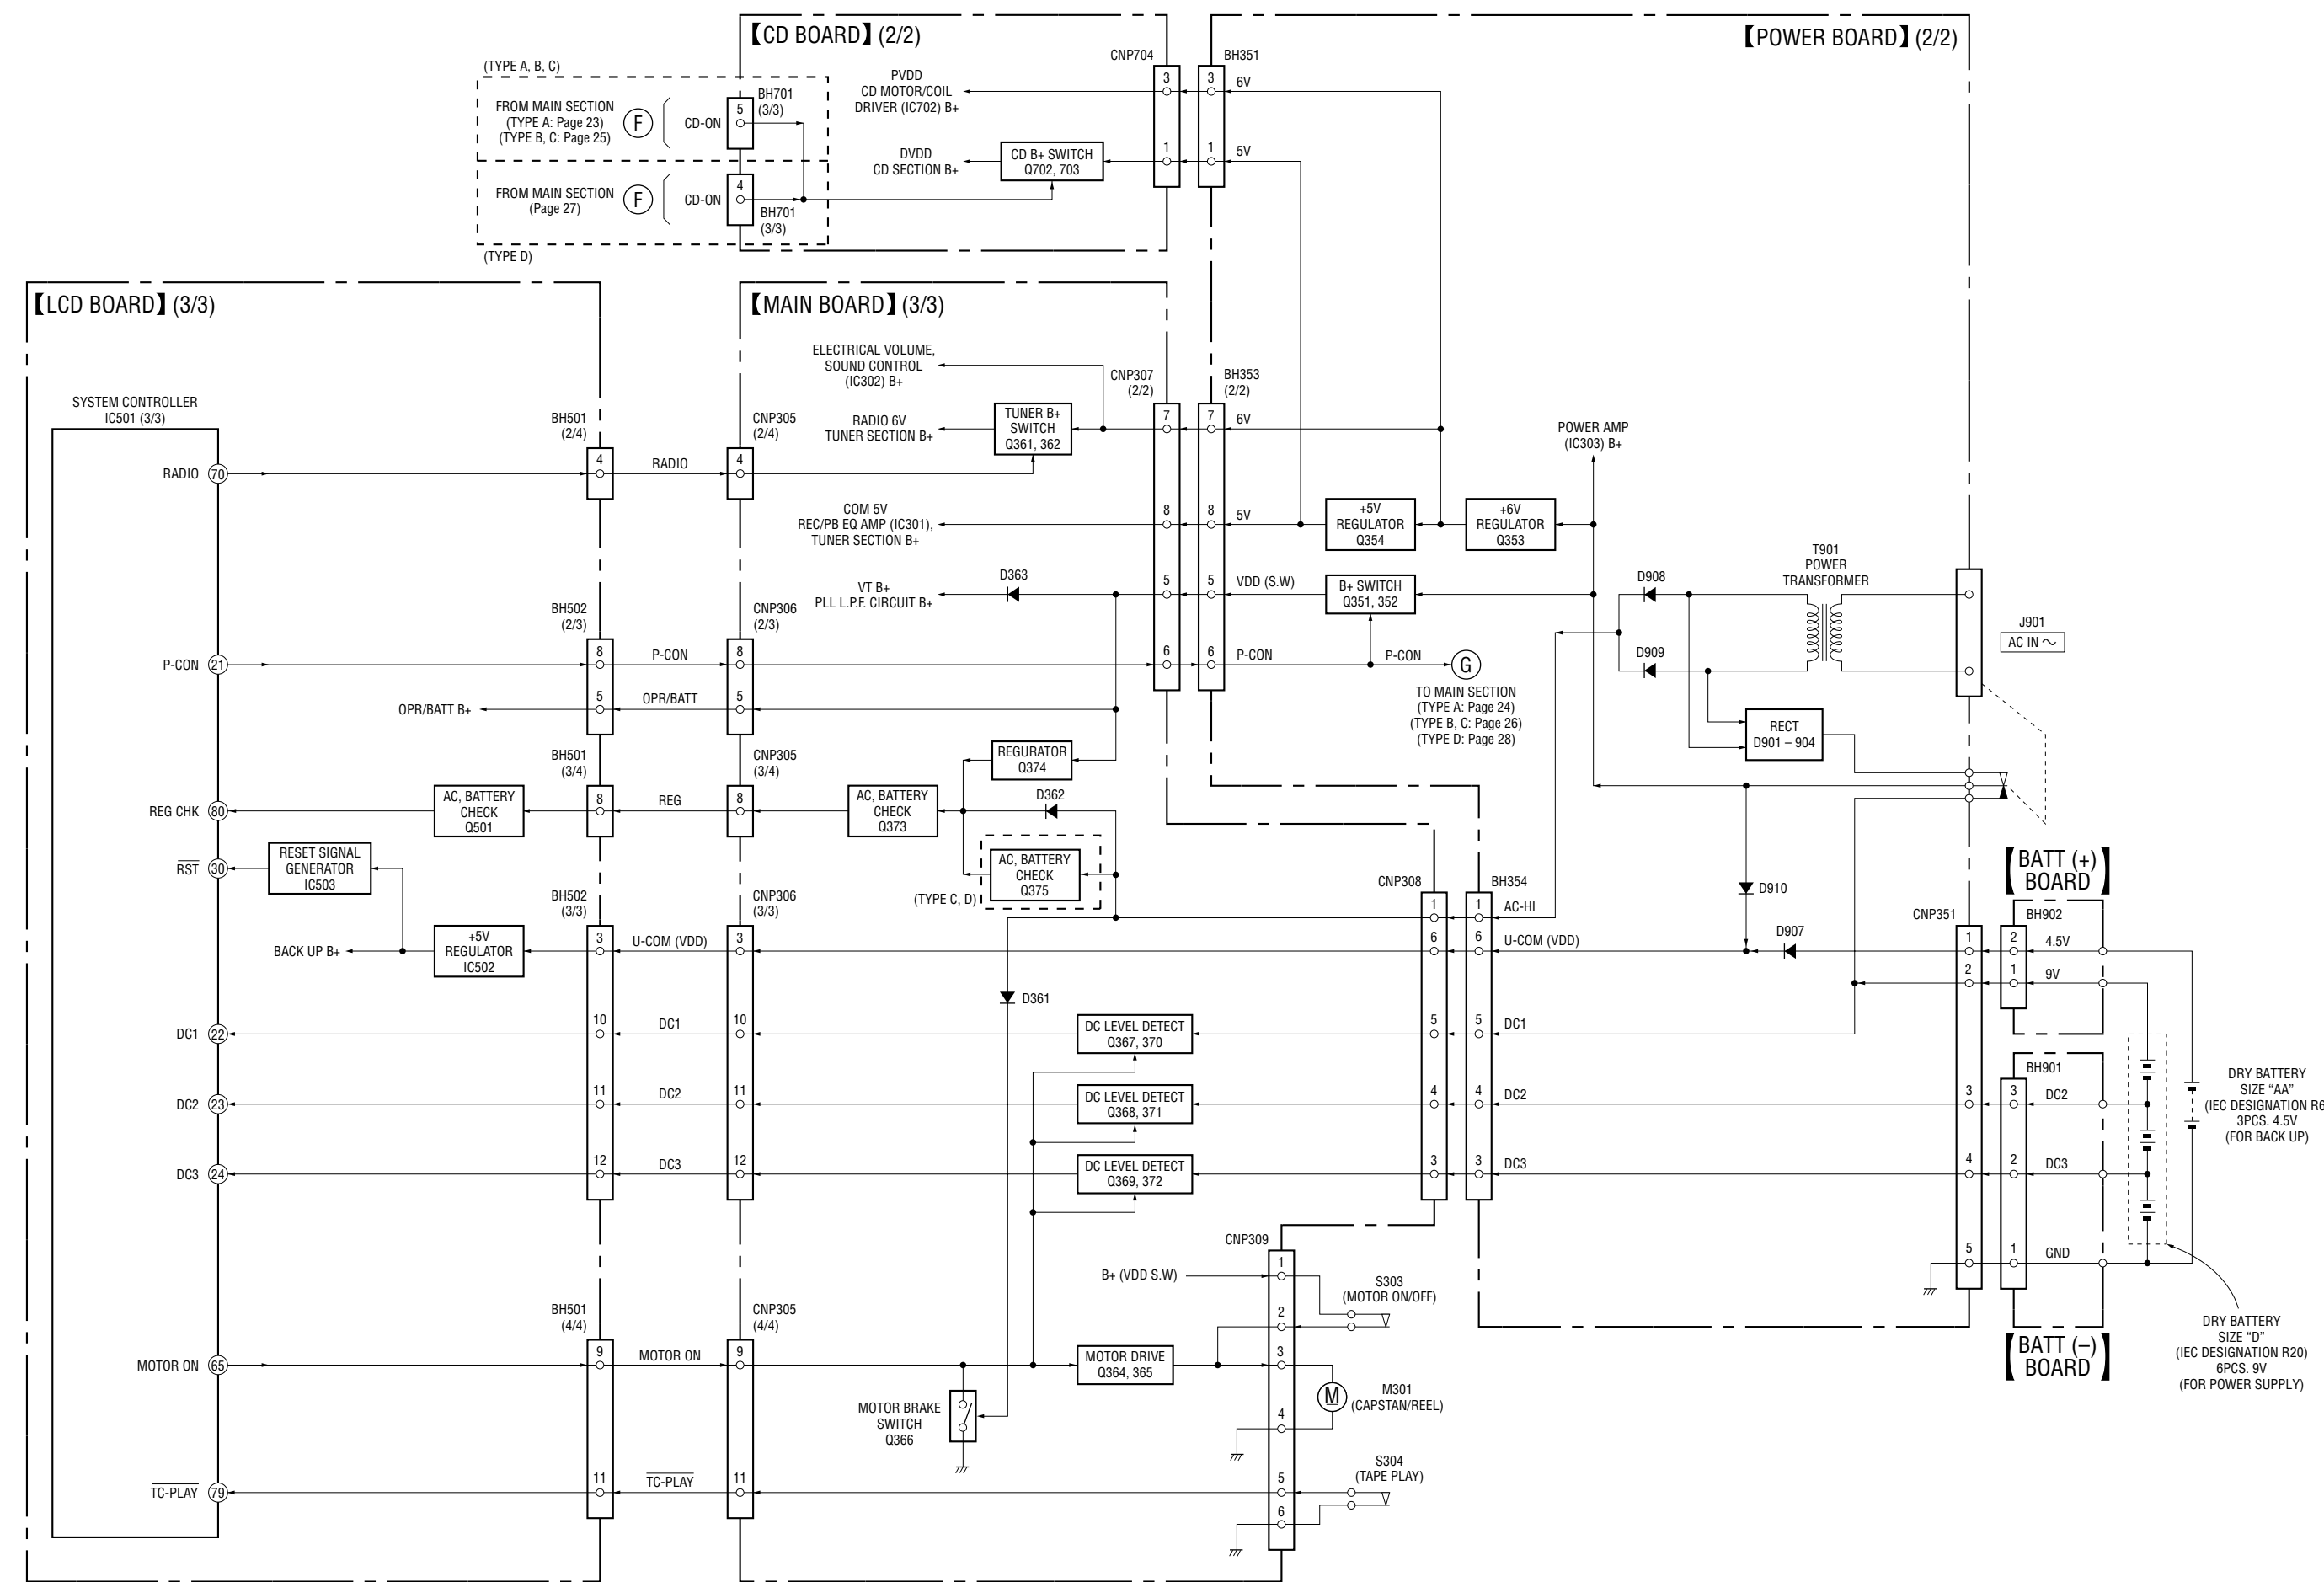 【CD BOARD】 (2/2)
【POWER BOARD】 (2/2)
(TYPE A, B, C)
FROM MAIN SECTION
(TYPE A: Page 23)
(TYPE B, C: Page 25)
F
CD-ON
5
BH701
(3/3)
FROM MAIN SECTION
(Page 27)
F
CD-ON
4
BH701
(3/3)
(TYPE D)
PVDD
CD MOTOR/COIL
DRIVER (IC702) B+
DVDD
CD SECTION B+
CD B+ SWITCH
Q702, 703
CNP704
3
1
BH351
3
1
6V
5V
【LCD BOARD】 (3/3)
【MAIN BOARD】 (3/3)
SYSTEM CONTROLLER
IC501 (3/3)
ELECTRICAL VOLUME,
SOUND CONTROL
(IC302) B+
RADIO 6V
TUNER SECTION B+
TUNER B+
SWITCH
Q361, 362
CNP307
(2/2)
7
8
5
6
BH353
(2/2)
7
8
5
6
6V
5V
VDD (S.W)
P-CON
RADIO
70
BH501
(2/4)
4
RADIO
CNP305
(2/4)
4
COM 5V
REC/PB EQ AMP (IC301),
TUNER SECTION B+
+5V
REGULATOR
Q354
+6V
REGULATOR
Q353
POWER AMP
(IC303) B+
VT B+
PLL L.P.F. CIRCUIT B+
D363
B+ SWITCH
Q351, 352
P-CON
G
TO MAIN SECTION
(TYPE A: Page 24)
(TYPE B, C: Page 26)
(TYPE D: Page 28)
D908
D909
T901
POWER
TRANSFORMER
J901
AC IN ～
RECT
D901 – 904
P-CON
21
BH502
(2/3)
8
5
P-CON
OPR/BATT
CNP306
(2/3)
8
5
OPR/BATT B+
REGURATOR
Q374
REG CHK
80
AC, BATTERY
CHECK
Q501
BH501
(3/4)
8
REG
CNP305
(3/4)
8
AC, BATTERY
CHECK
Q373
D362
AC, BATTERY
CHECK
Q375
(TYPE C, D)
RST
30
RESET SIGNAL
GENERATOR
IC503
BACK UP B+
+5V
REGULATOR
IC502
BH502
(3/3)
3
10
11
12
U-COM (VDD)
DC1
DC2
DC3
CNP306
(3/3)
3
10
11
12
D361
CNP308
1
6
5
4
3
BH354
1
6
5
4
3
AC-HI
U-COM (VDD)
DC1
DC2
DC3
D910
D907
CNP351
1
2
3
4
5
【BATT (+)
BOARD】
BH902
2
1
4.5V
9V
BH901
3
2
1
DC2
DC3
GND
DRY BATTERY
SIZE “AA”
(IEC DESIGNATION R6
3PCS. 4.5V
(FOR BACK UP)
DC1
22
DC LEVEL DETECT
Q367, 370
DC2
23
DC LEVEL DETECT
Q368, 371
DC3
24
DC LEVEL DETECT
Q369, 372
CNP309
1
2
3
4
5
6
B+ (VDD S.W)
S303
(MOTOR ON/OFF)
MOTOR ON
65
BH501
(4/4)
9
11
MOTOR ON
TC-PLAY
CNP305
(4/4)
9
11
MOTOR DRIVE
Q364, 365
MOTOR BRAKE
SWITCH
Q366
M
M301
(CAPSTAN/REEL)
S304
(TAPE PLAY)
TC-PLAY
79
【BATT (–)
BOARD】
DRY BATTERY
SIZE “D”
(IEC DESIGNATION R20)
6PCS. 9V
(FOR POWER SUPPLY)